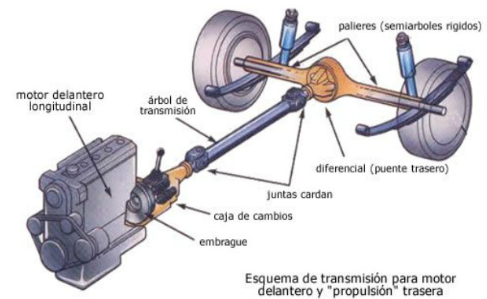 palieres (semiarboles rigidos)
motor delantero
longitudinal
árbol de
transmisión
diferencial (puente trasero)
juntas cardan
caja de cambios
embrague
Esquema de transmisión para motor
delantero y "propulsión" trasera